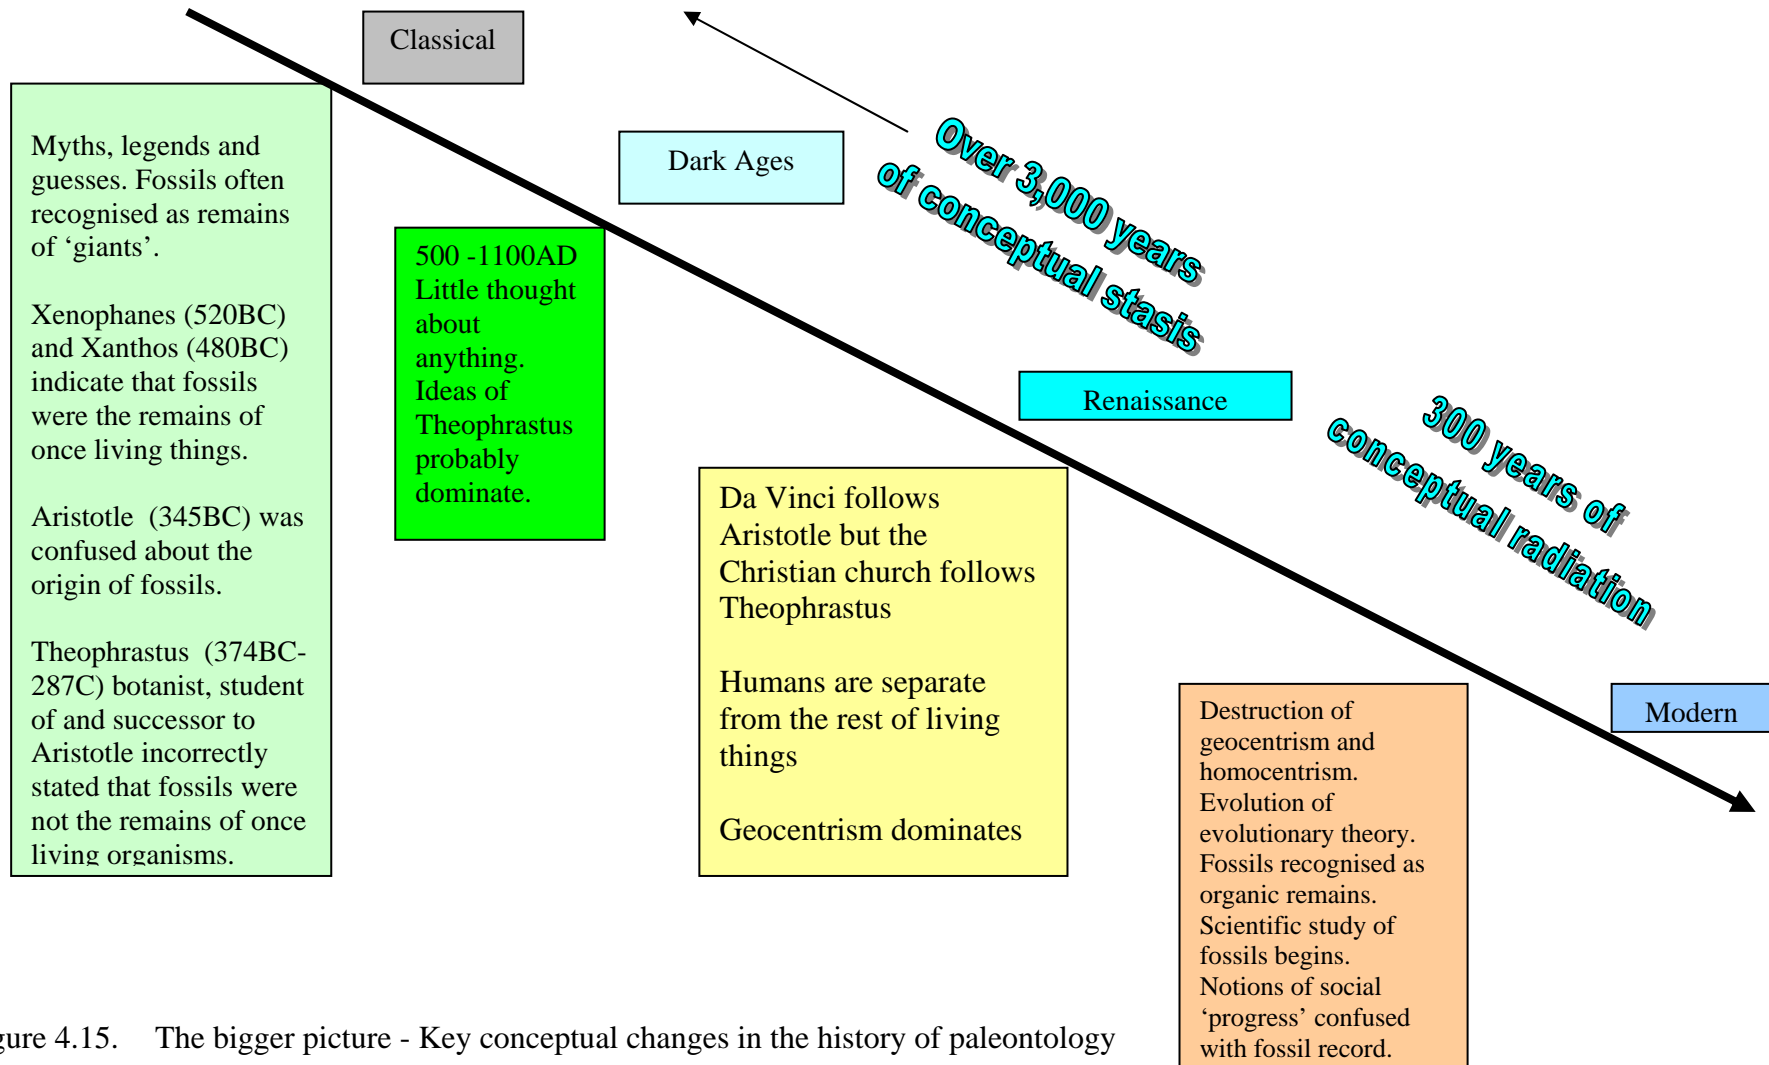 Classical
Myths, legends and
guesses. Fossils often
recognised as remains
of ‘giants’.
Xenophanes (520BC)
and Xanthos (480BC)
indicate that fossils
were the remains of
once living things.
Aristotle  (345BC) was
confused about the
origin of fossils.
Theophrastus  (374BC-
287C) botanist, student
of and successor to
Aristotle incorrectly
stated that fossils were
not the remains of once
living organisms.
Dark Ages
500 -1100AD
Little thought
about
anything.
Ideas of
Theophrastus
probably
dominate.
Over 3,000 years
of conceptual stasis
Renaissance
Da Vinci follows
Aristotle but the
Christian church follows
Theophrastus
Humans are separate
from the rest of living
things
Geocentrism dominates
300 years of
conceptual radiation
Modern
Destruction of
geocentrism and
homocentrism.
Evolution of
evolutionary theory.
Fossils recognised as
organic remains.
Scientific study of
fossils begins.
Notions of social
‘progress’ confused
with fossil record.
gure 4.15.    The bigger picture - Key conceptual changes in the history of paleontology